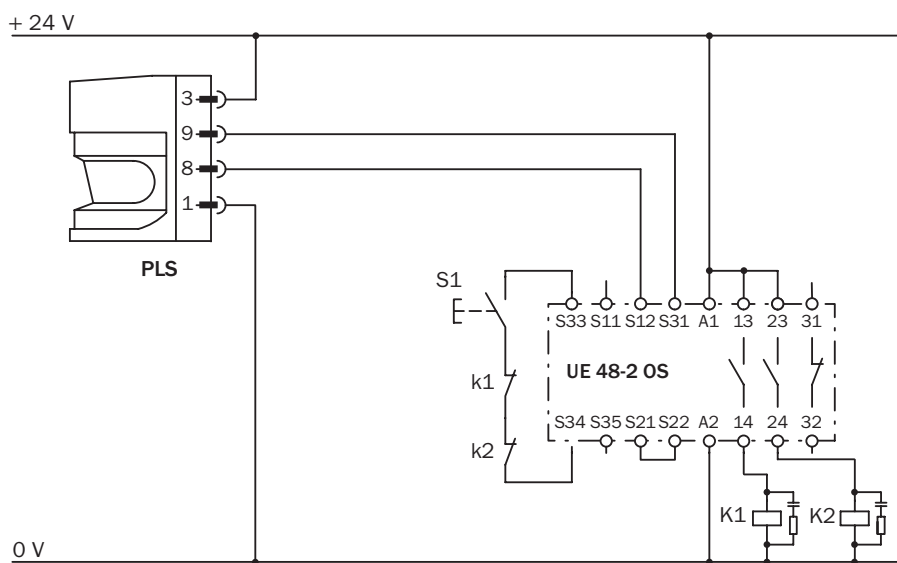 + 24 V
3
9
8
1
PLS
S1
S33 S11 S12 S31 A1 13 23 31
UE 48-2 OS
k1
S34 S35 S21 S22 A2 14 24 32
k2
K1 K2
0 V